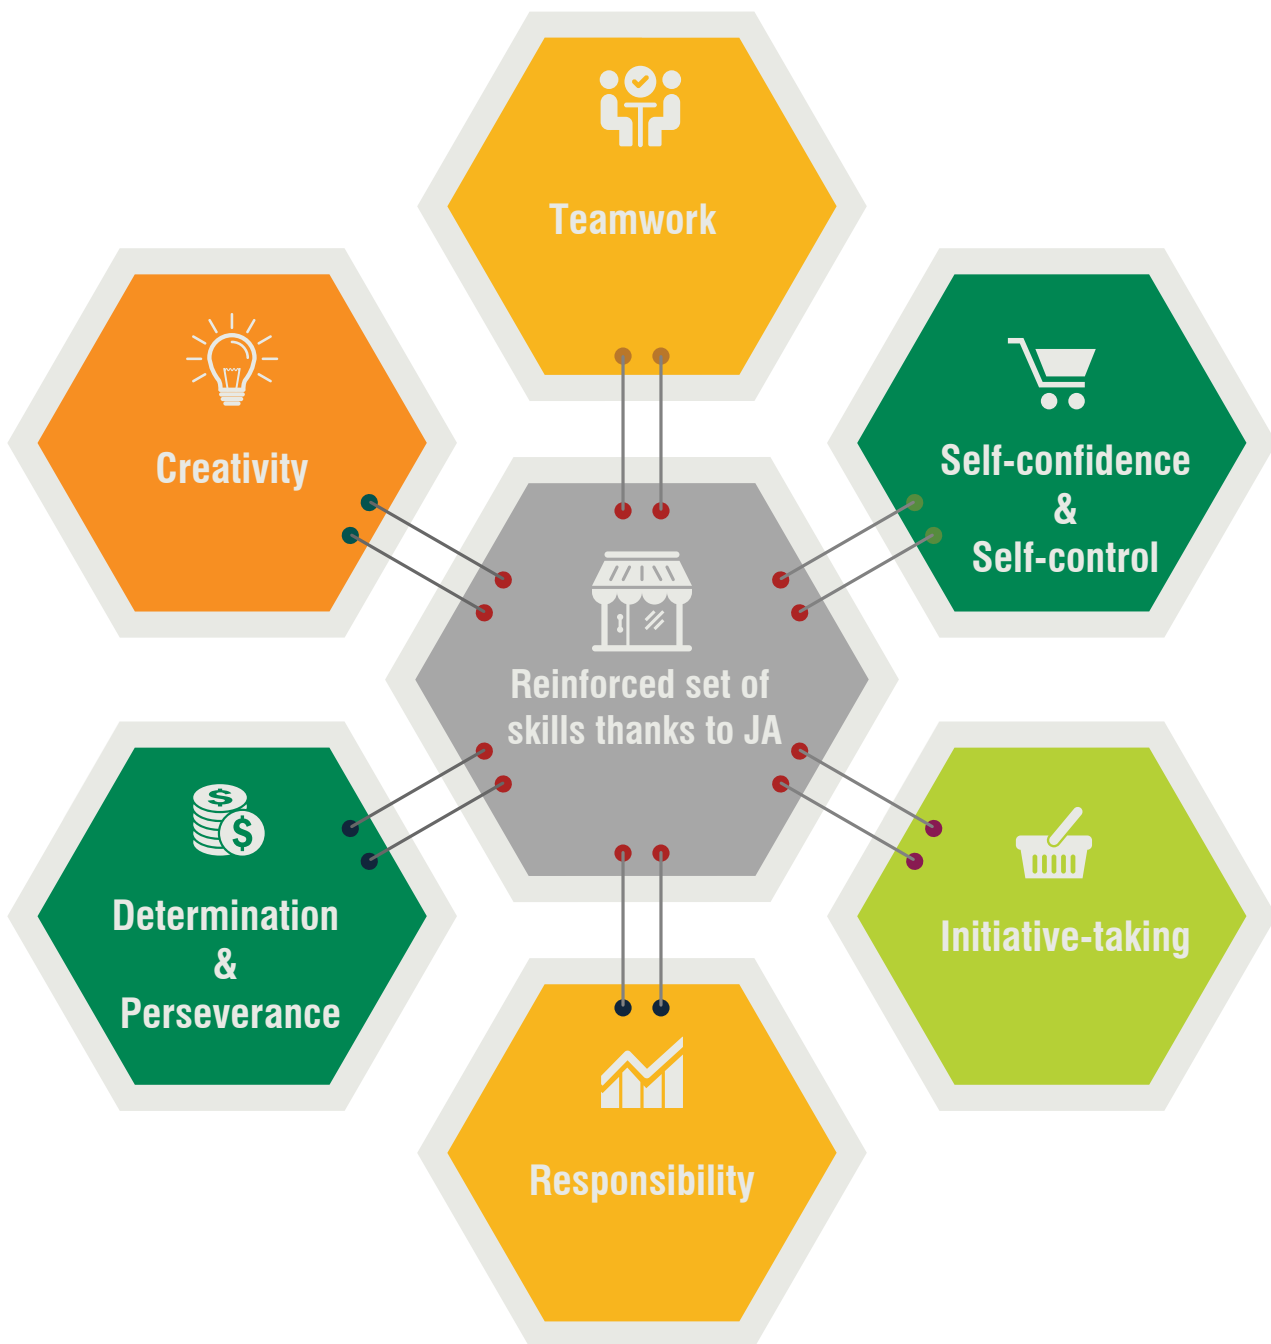 Teamwork
Creativity
Self-confidence
&
Self-control
Reinforced set of
skills thanks to JA
Determination
&
Perseverance
Initiative-taking
Responsibility